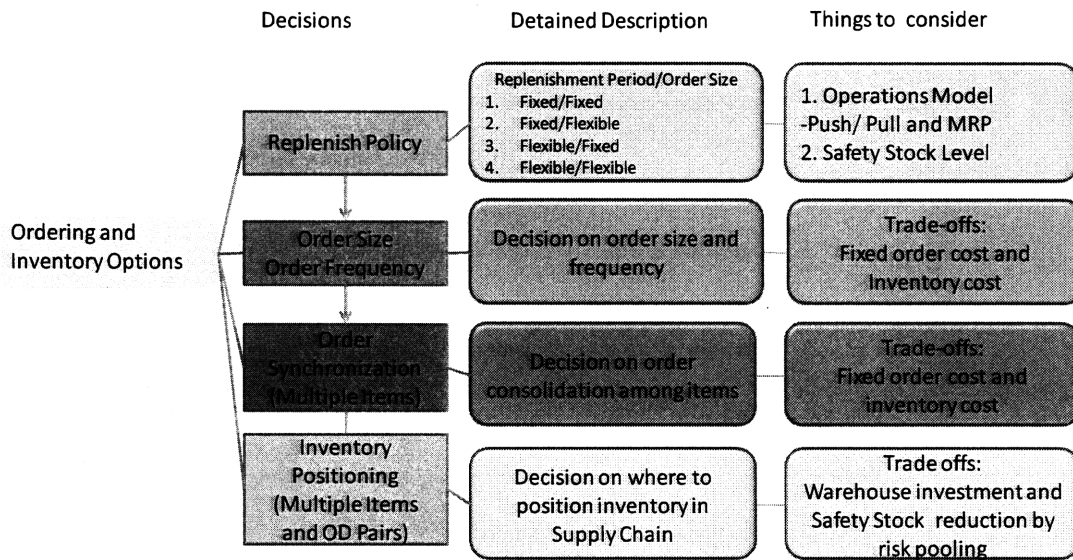 Decisions
Detained Description
Things to consider
Ordering and
Inventory Options
Replenish Policy
Replenishment Period/Order Size
1. Fixed/Fixed
2. Fixed/Flexible
3. Flexible/Fixed
4. Flexible/Flexible
1. Operations Model
-Push/ Pull and MRP
2. Safety Stock Level
Order Size
Order Frequency
Decision on order size and
frequency
Trade-offs:
Fixed order cost and
Inventory cost
Order
Synchronization
(Multiple Items)
Decision on order
consolidation among items
Trade-offs:
Fixed order cost and
inventory cost
Inventory
Positioning
(Multiple Items
and OD Pairs)
Decision on where to
position inventory in
Supply Chain
Trade offs:
Warehouse investment and
Safety Stock reduction by
risk pooling